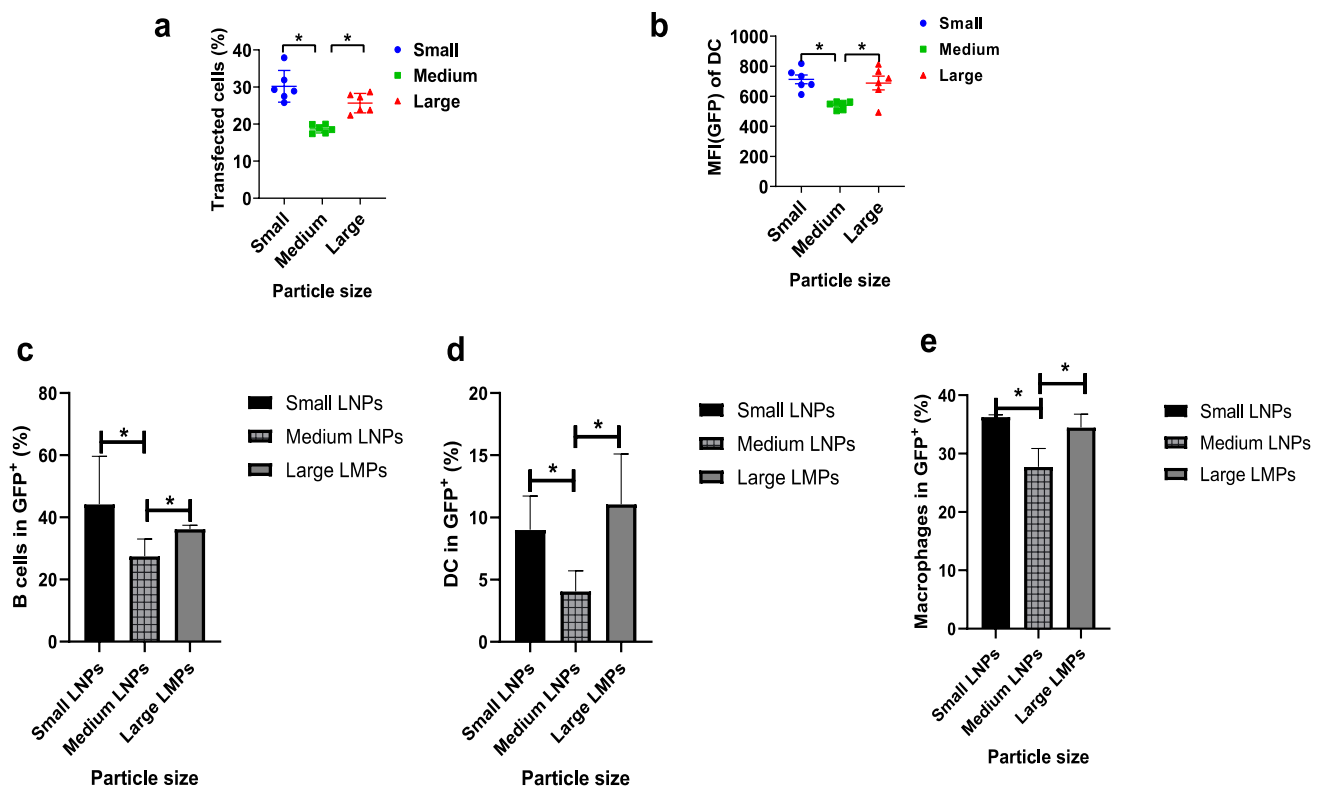 a
Transfected cells (%)
40
30
20
10
0
*
*
Small
Medium
Large
Particle size
Small
Medium
Large
b
MFI(GFP) of DC
1000
800
600
400
200
0
*
*
Small
Medium
Large
Particle size
Small
Medium
Large
c
B cells in GFP⁺ (%)
80
60
40
20
0
*
*
Small LNPs
Medium LNPs
Large LMPs
Particle size
Small LNPs
Medium LNPs
Large LMPs
d
DC in GFP⁺ (%)
20
15
10
5
0
*
*
Small LNPs
Medium LNPs
Large LMPs
Particle size
Small LNPs
Medium LNPs
Large LMPs
e
Macrophages in GFP⁺ (%)
40
30
20
10
0
*
*
Small LNPs
Medium LNPs
Large LMPs
Particle size
Small LNPs
Medium LNPs
Large LMPs